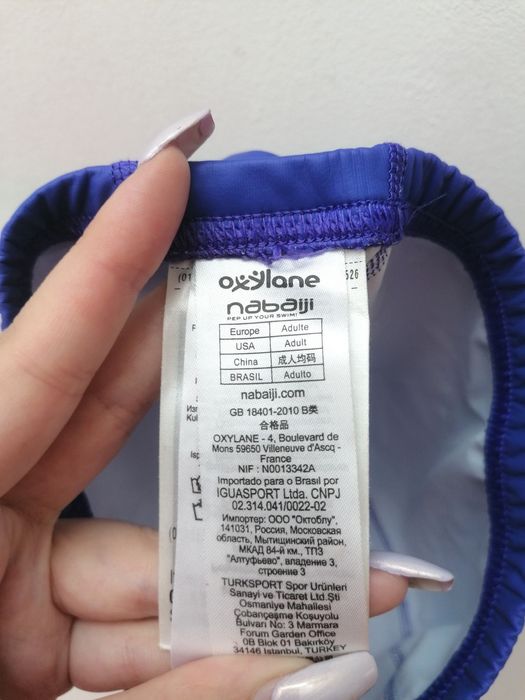 (01
526
oxylane
nabaiji
PEP UP YOUR SWIM!
Europe Adulte
USA Adult
China 成人均码
BRASIL Adulto
nabaiji.com
GB 18401-2010 B类
合格品
OXYLANE - 4, Boulevard de
Mons 59650 Villeneuve d'Ascq -
France
NIF : N0013342A
Importado para o Brasil por
IGUASPORT Ltda. CNPJ
02.314.041/0022-02
Импортер: ООО "Октоблу",
141031, Россия, Московская
область, Мытищинский район,
МКАД 84-й км., ТПЗ
"Алтуфьево", владение 3,
строение 3
TURKSPORT Spor Ürünleri
Sanayi ve Ticaret Ltd.Şti
Osmaniye Mahallesi
Çobançeşme Koşuyolu
Bulvarı No: 3 Marmara
Forum Garden Office
0B Blok 01 Bakırköy
34146 Istanbul, TURKEY